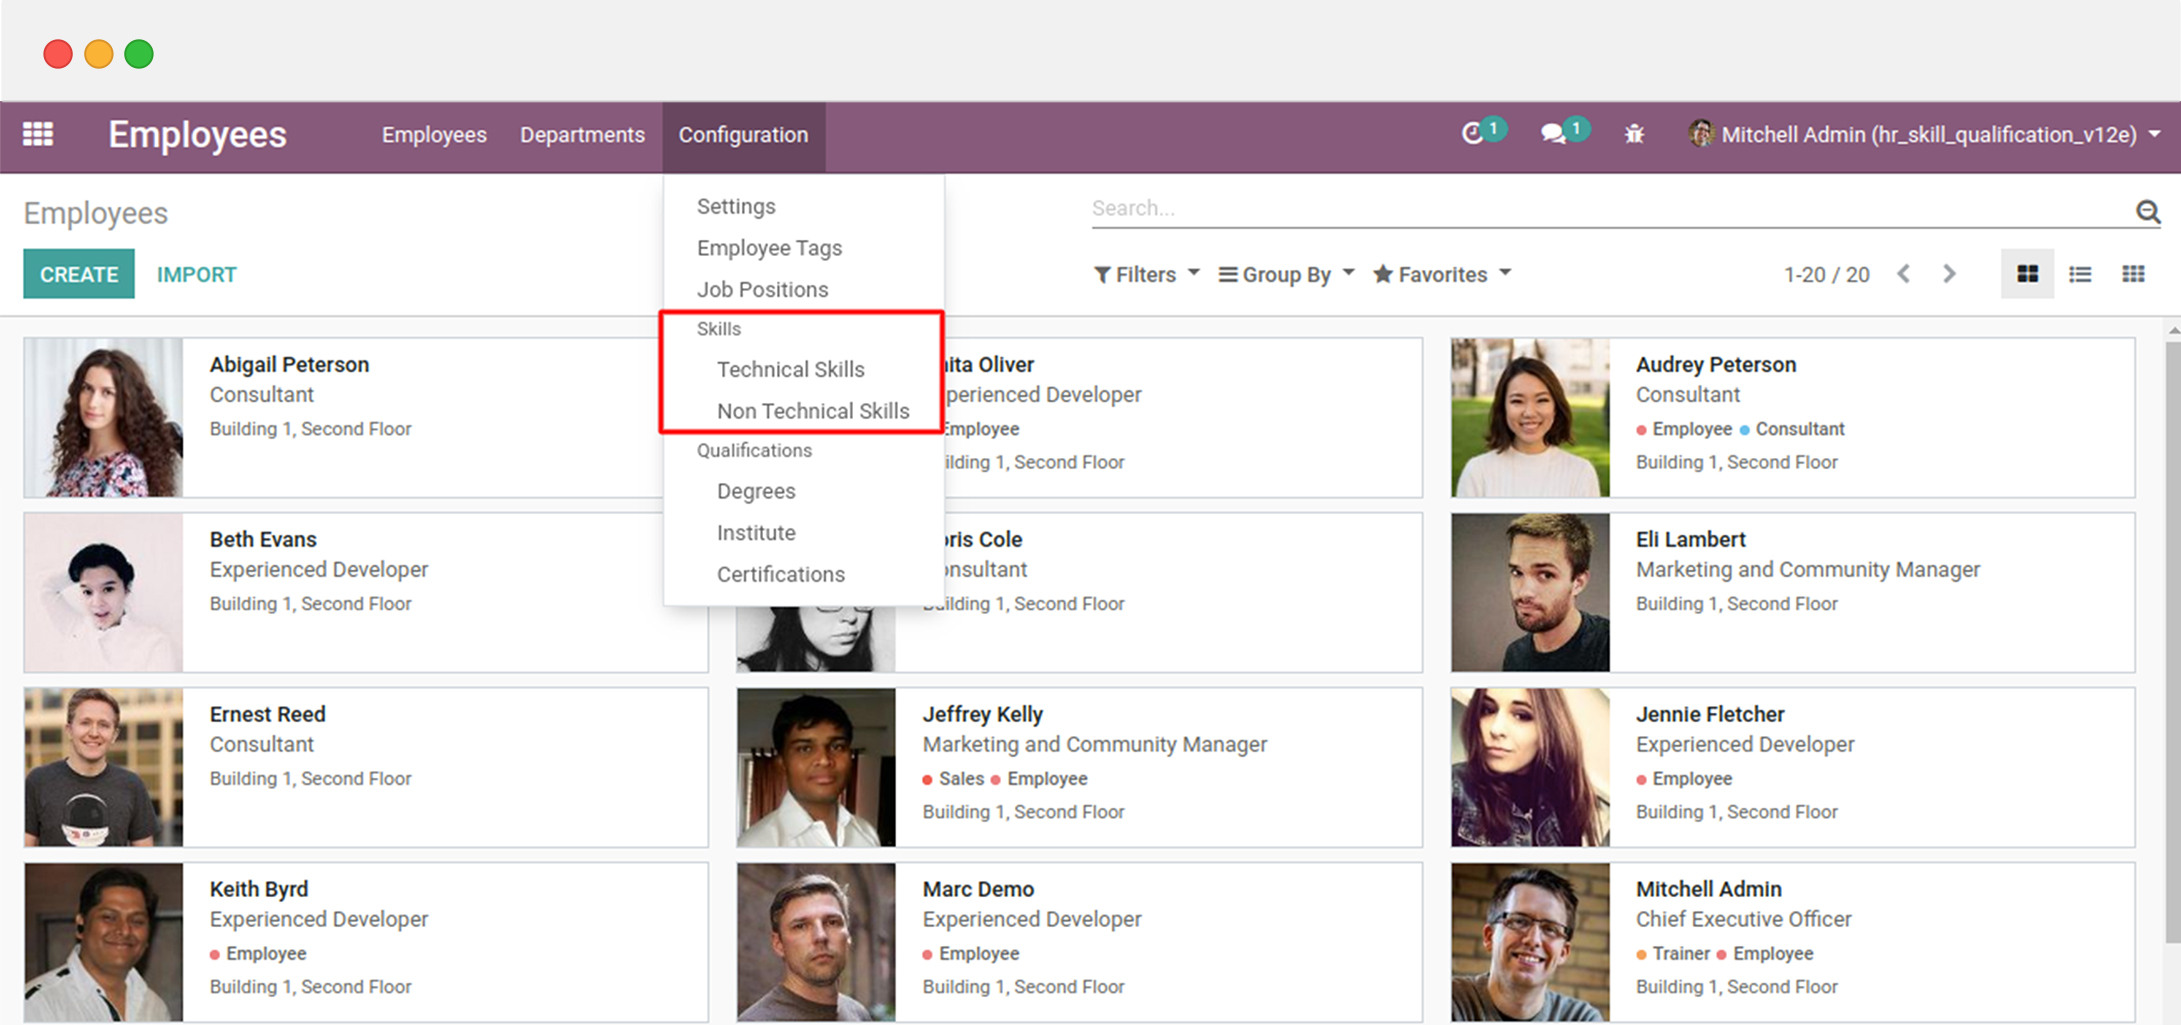 Employees Employees Departments Configuration 1 1 Mitchell Admin (hr_skill_qualification_v12e)
Employees
Search...
CREATE IMPORT
Filters Group By Favorites 1-20 / 20
Settings
Employee Tags
Job Positions
Skills
Technical Skills
Non Technical Skills
Qualifications
Degrees
Institute
Certifications
Abigail Peterson
Consultant
Building 1, Second Floor
Oliver
Developer
Employee
1, Second Floor
Audrey Peterson
Consultant
Employee Consultant
Building 1, Second Floor
Beth Evans
Experienced Developer
Building 1, Second Floor
Cole
1, Second Floor
Eli Lambert
Marketing and Community Manager
Building 1, Second Floor
Ernest Reed
Consultant
Building 1, Second Floor
Jeffrey Kelly
Marketing and Community Manager
Sales Employee
Building 1, Second Floor
Jennie Fletcher
Experienced Developer
Employee
Building 1, Second Floor
Keith Byrd
Experienced Developer
Employee
Building 1, Second Floor
Marc Demo
Experienced Developer
Employee
Building 1, Second Floor
Mitchell Admin
Chief Executive Officer
Trainer Employee
Building 1, Second Floor